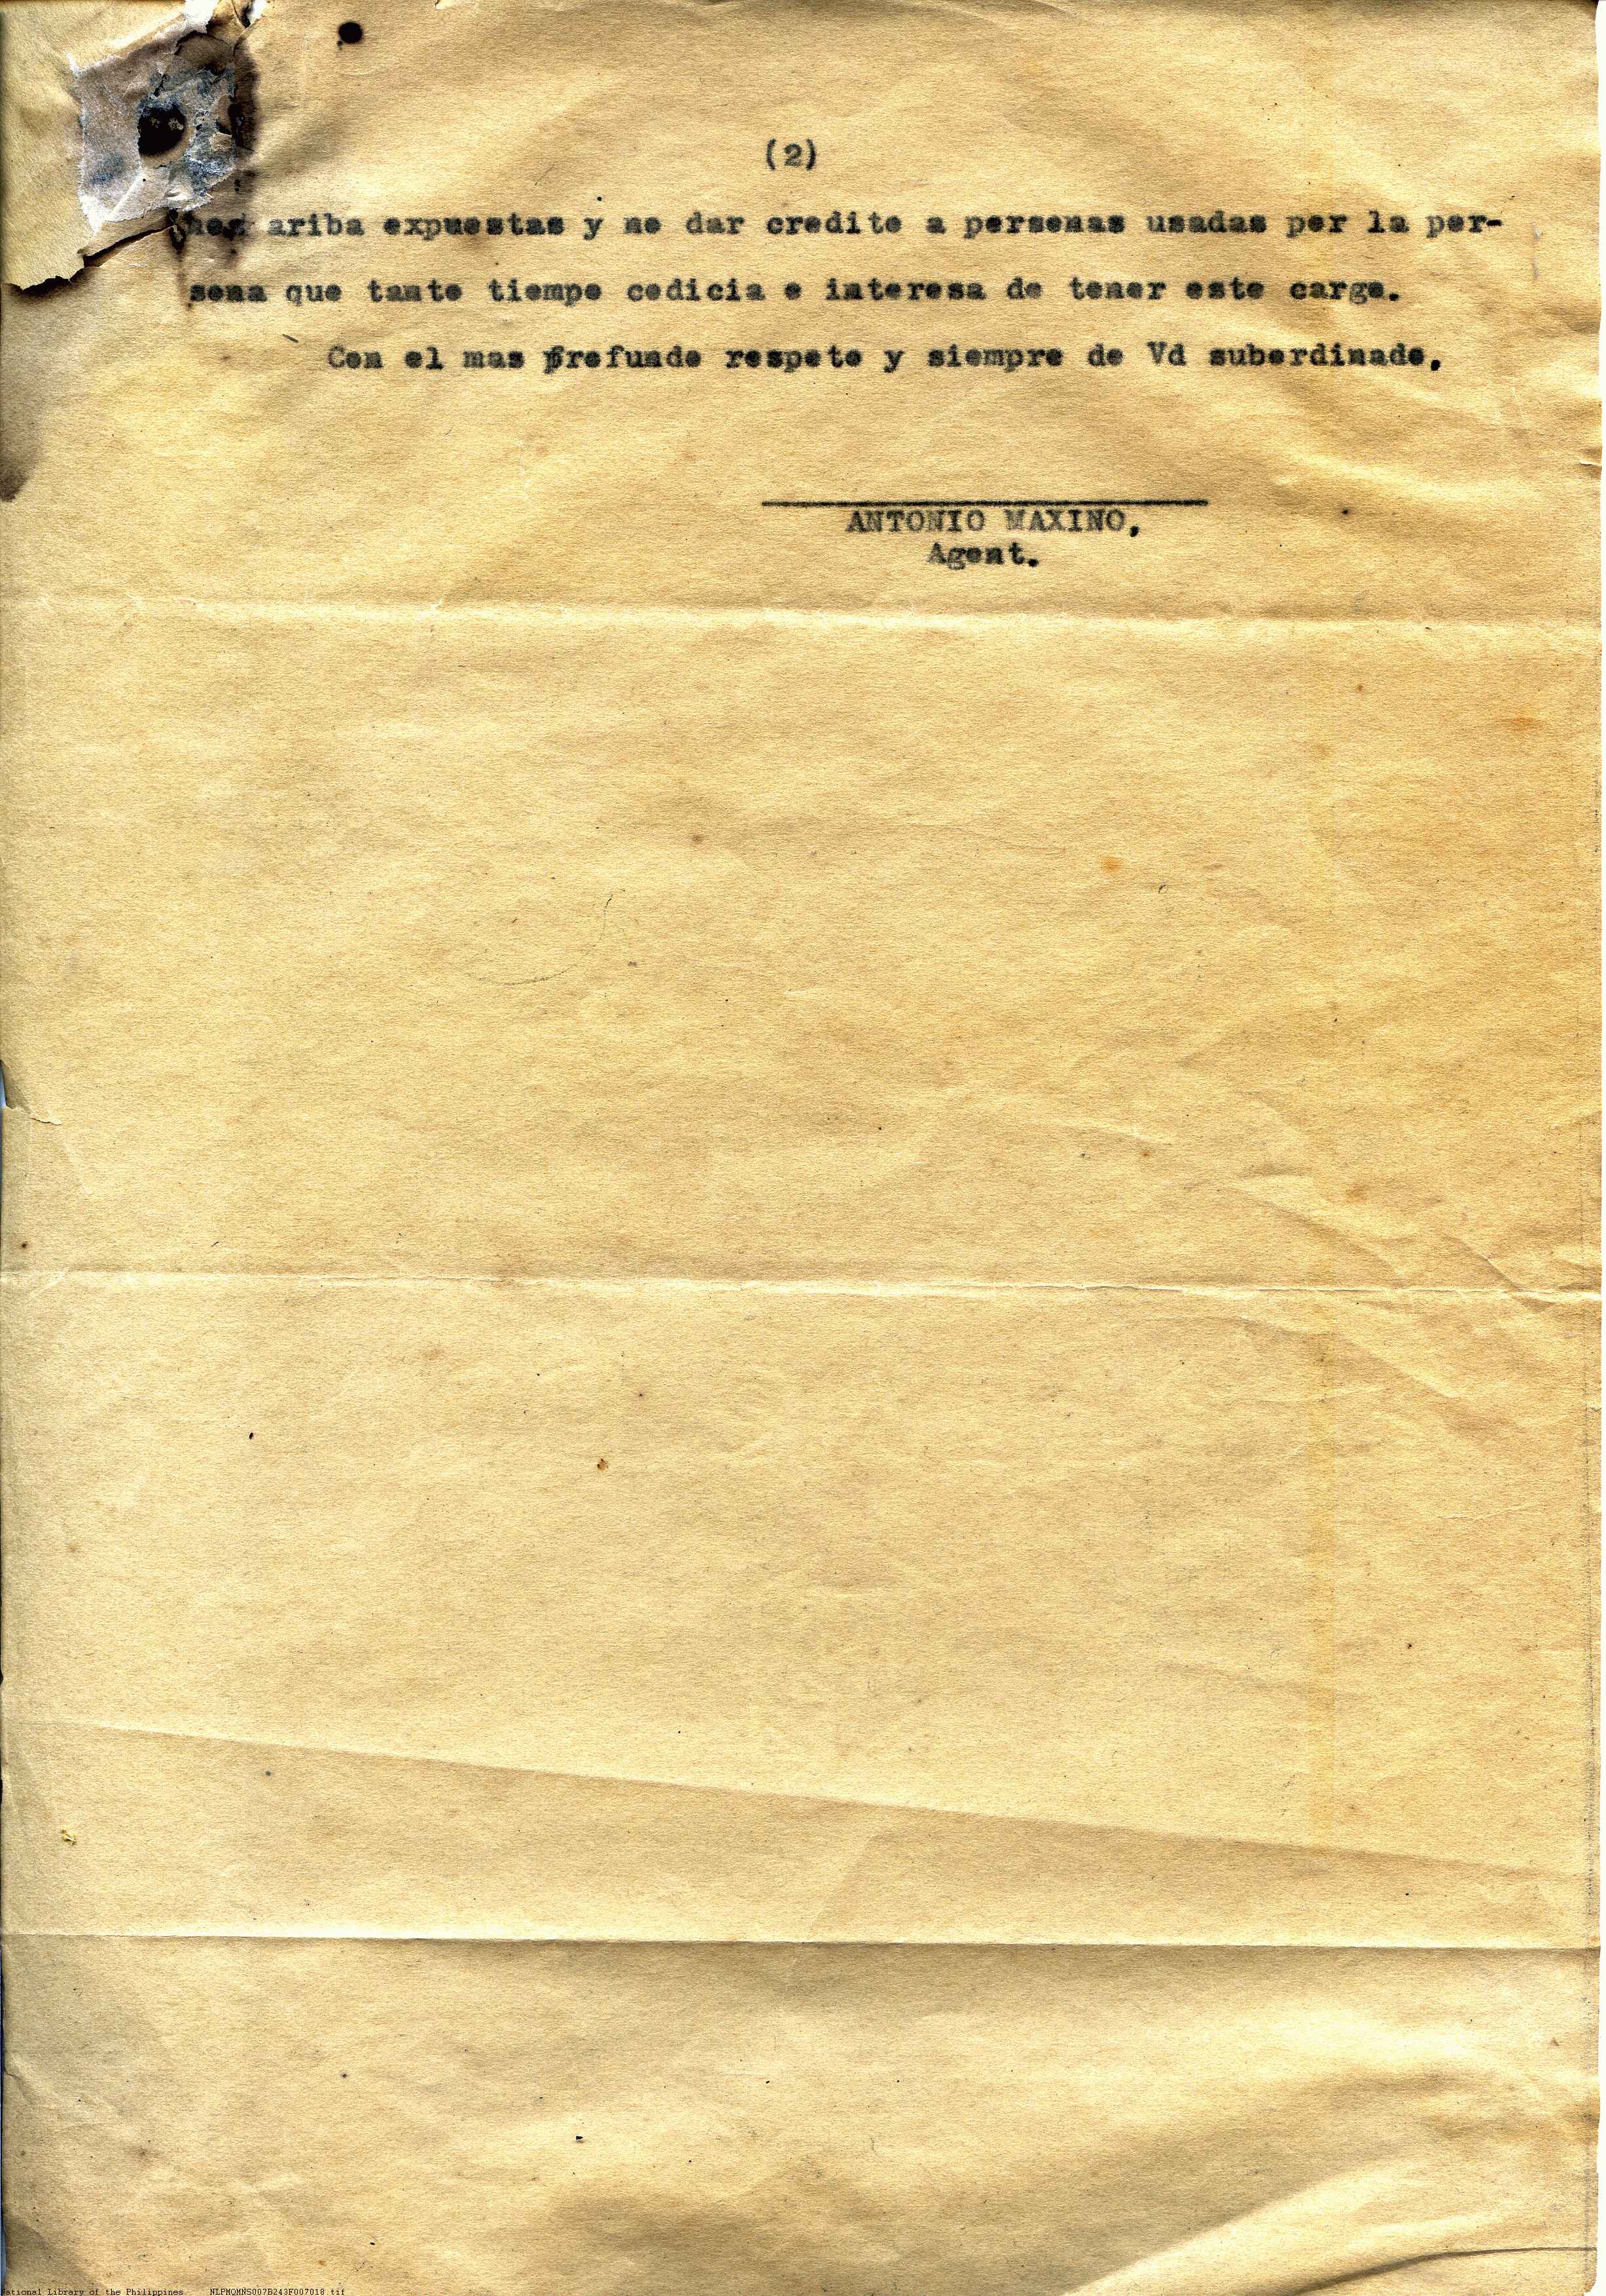 (2)
ariba expuestas y no dar credito a personas usadas por la per-
sona que tanto tiempo codicia e interesa de tener este cargo.
Con el mas profundo respeto y siempre de Vd subordinado,
ANTONIO MAXINO,
Agent.
National Library of the Philippines NLPMQMNS007B243F007018.tif